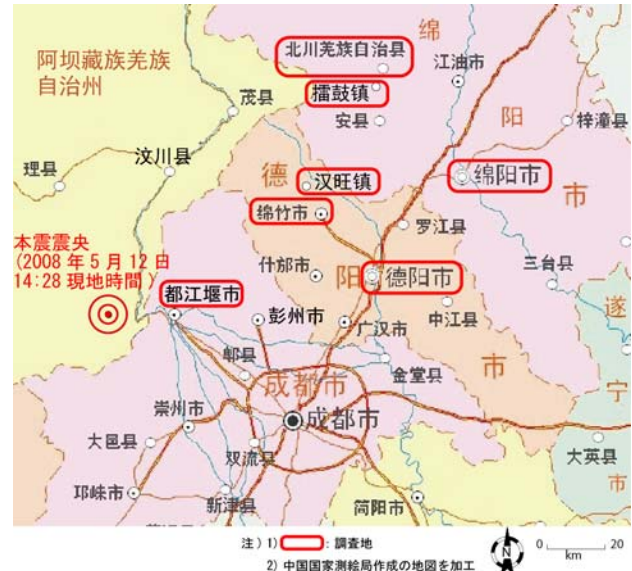 绵
北川羌族自治县
江油市
阿坝藏族羌族
自治州
擂鼓镇
茂县
安县
阳
梓潼县
汶川县
理县
德
汉旺镇
绵阳市
市
绵竹市
罗江县
本震震央
(2008 年 5 月 12 日
14:28 現地時間)
什邡市
阳
德阳市
三台县
都江堰市
彭州市
广汉市
中江县
遂
郫县
市
成都市
金堂县
宁
崇州市
成都市
大邑县
双流县
大英县
邛崃市
新津县
简阳市
市
注) 1) : 調査地
N
0 20
km
2) 中国国家測絵局作成の地図を加工